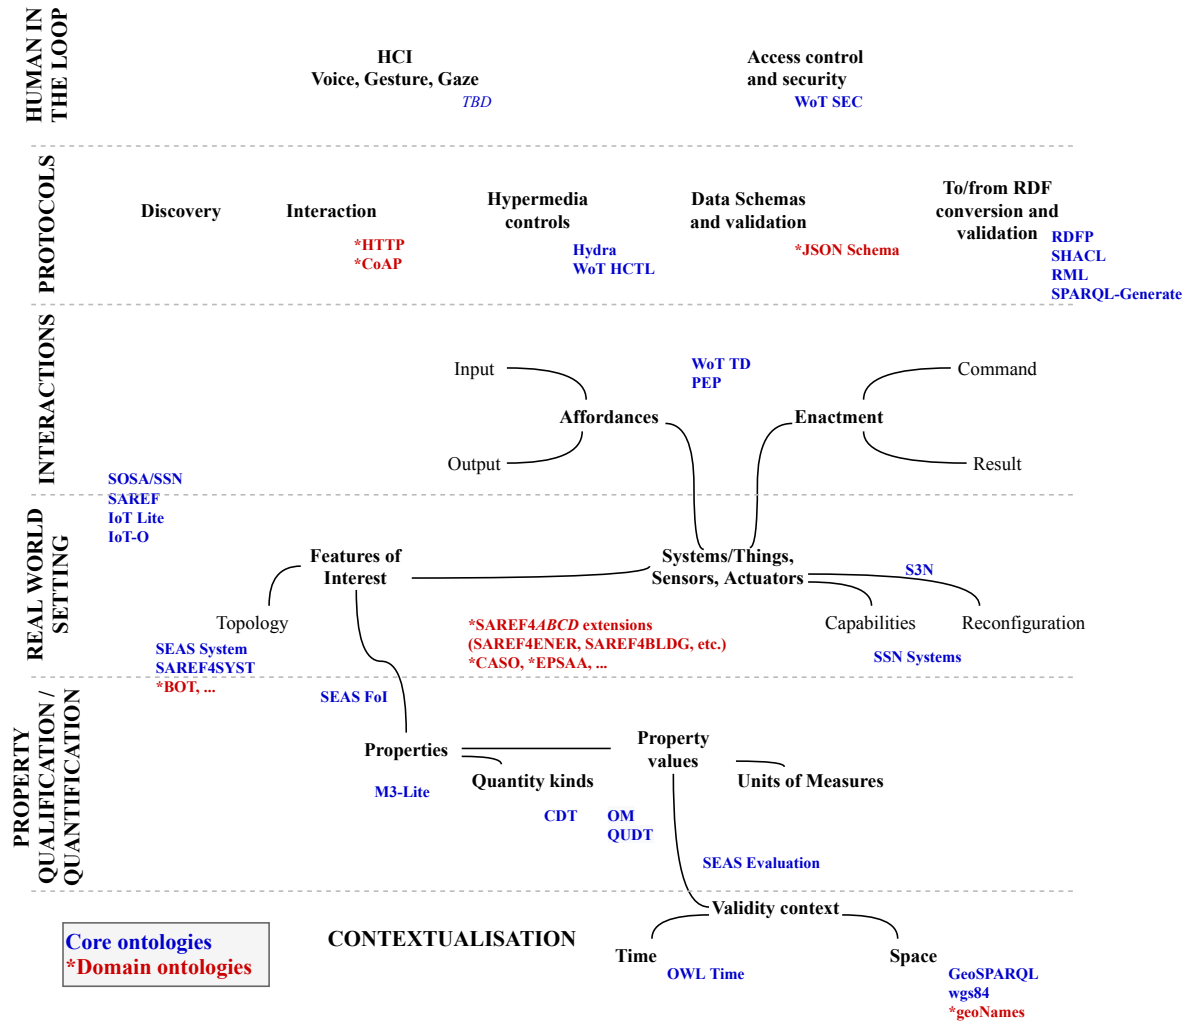 HUMAN IN
THE LOOP
HCI
Voice, Gesture, Gaze
TBD
Access control
and security
WoT SEC
PROTOCOLS
Discovery
Interaction
*HTTP
*CoAP
Hypermedia
controls
Hydra
WoT HCTL
Data Schemas
and validation
*JSON Schema
To/from RDF
conversion and
validation
RDFP
SHACL
RML
SPARQL-Generate
INTERACTIONS
Input
Affordances
Output
WoT TD
PEP
Command
Enactment
Result
SOSA/SSN
SAREF
IoT Lite
IoT-O
REAL WORLD
SETTING
Features of
Interest
Topology
SEAS System
SAREF4SYST
*BOT, ...
Systems/Things,
Sensors, Actuators
S3N
Capabilities
Reconfiguration
SSN Systems
*SAREF4ABCD extensions
(SAREF4ENER, SAREF4BLDG, etc.)
*CASO, *EPSAA, ...
PROPERTY
QUALIFICATION /
QUANTIFICATION
SEAS FoI
Properties
M3-Lite
Quantity kinds
CDT
OM
QUDT
Property
values
Units of Measures
SEAS Evaluation
CONTEXTUALISATION
Validity context
Time
OWL Time
Space
GeoSPARQL
wgs84
*geoNames
Core ontologies
*Domain ontologies